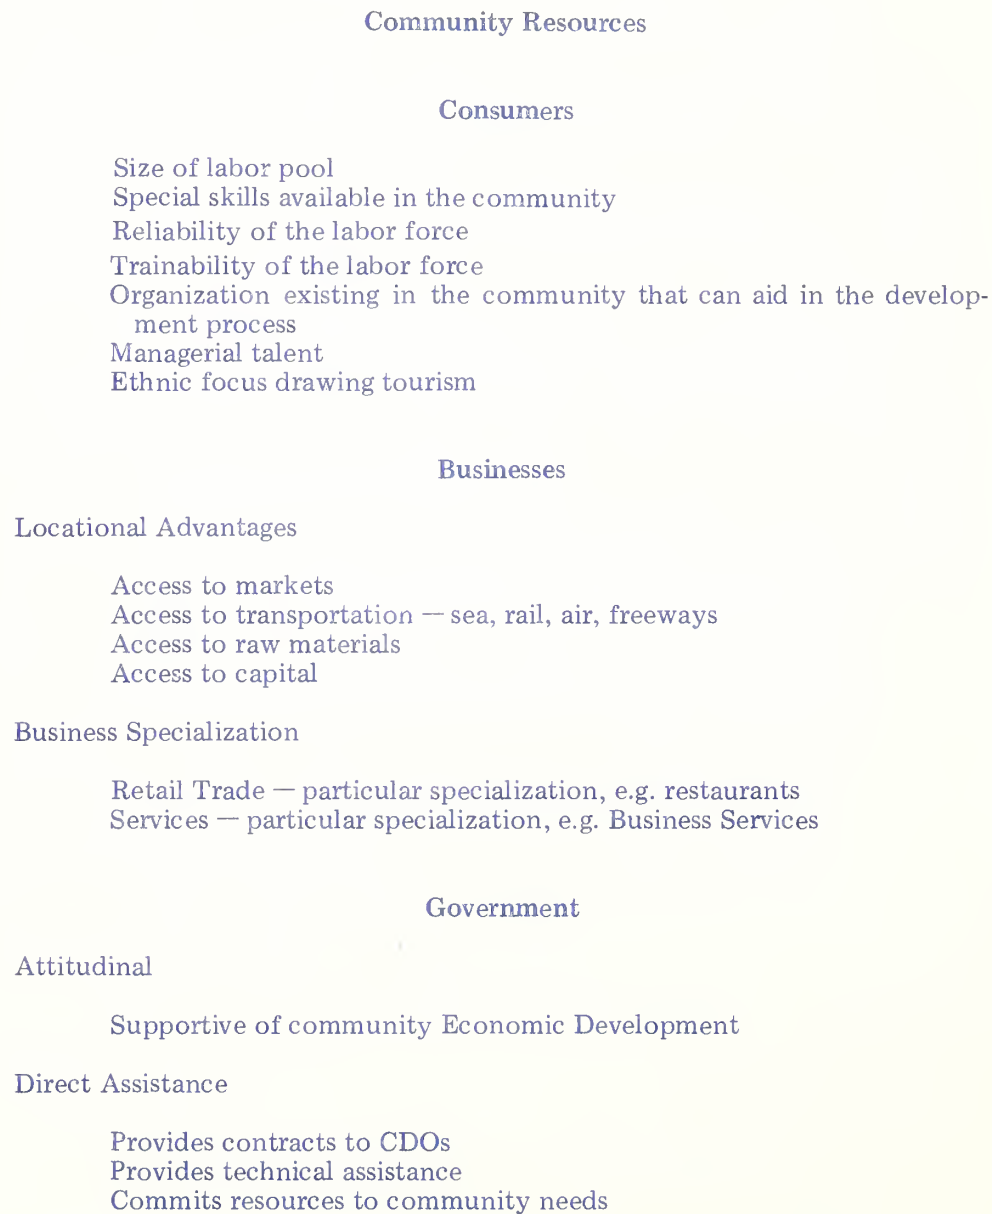 Community Resources
Consumers
Size of labor pool
Special skills available in the community
Reliability of the labor force
Trainability of the labor force
Organization existing in the community that can aid in the develop-
ment process
Managerial talent
Ethnic focus drawing tourism
Businesses
Locational Advantages
Access to markets
Access to transportation — sea, rail, air, freeways
Access to raw materials
Access to capital
Business Specialization
Retail Trade — particular specialization, e.g. restaurants
Services — particular specialization, e.g. Business Services
Government
Attitudinal
Supportive of community Economic Development
Direct Assistance
Provides contracts to CDOs
Provides technical assistance
Commits resources to community needs